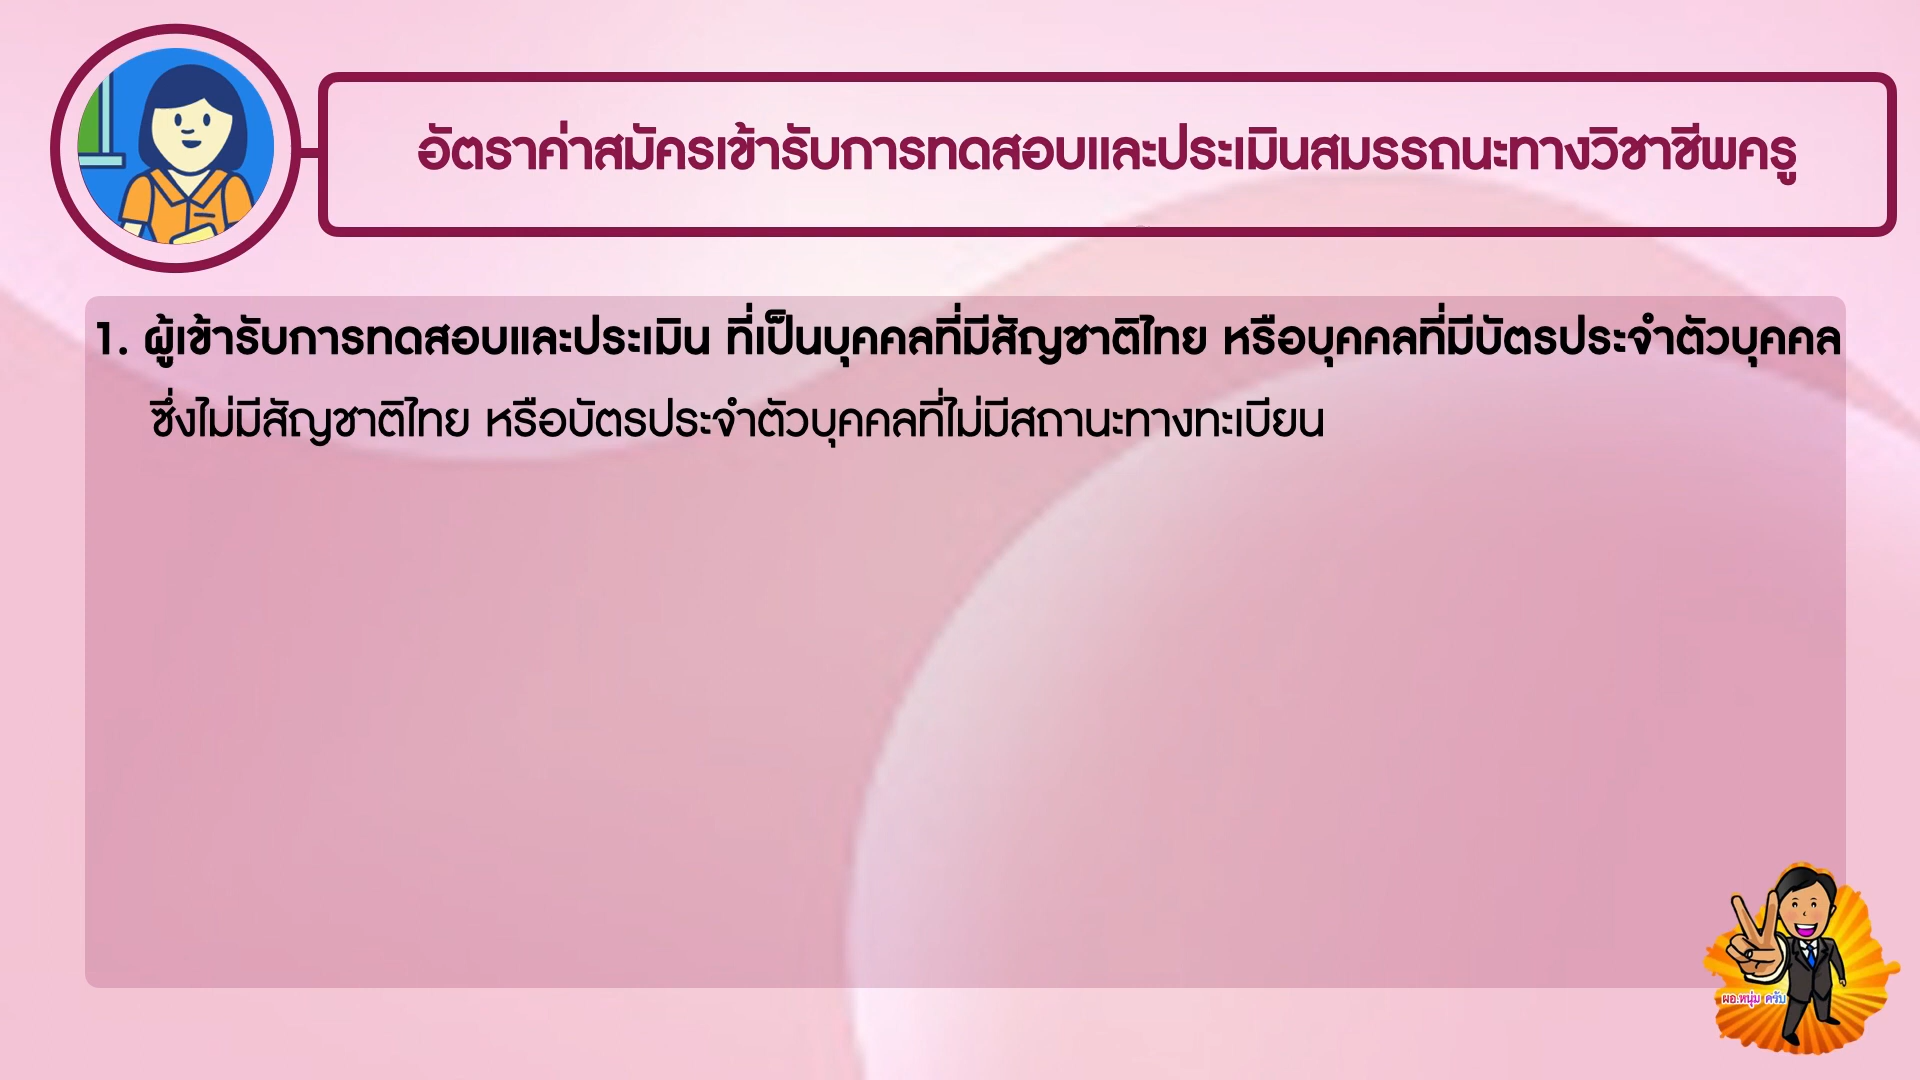 อัตราค่าสมัครเข้ารับการทดสอบและประเมินสมรรถนะทางวิชาชีพครู
1. ผู้เข้ารับการทดสอบและประเมิน ที่เป็นบุคคลที่มีสัญชาติไทย หรือบุคคลที่มีบัตรประจำตัวบุคคล
ซึ่งไม่มีสัญชาติไทย หรือบัตรประจำตัวบุคคลที่ไม่มีสถานะทางทะเบียน
ผอ.หนุ่ม ครับ